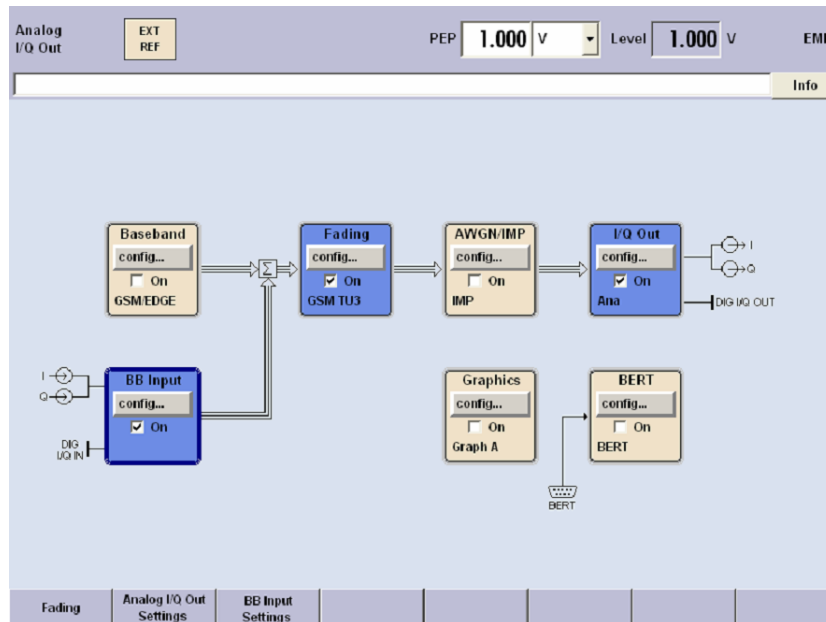 Analog
I/Q Out
EXT
REF
PEP 1.000 V Level 1.000 V
Info
Baseband
config...
On
GSM/EDGE
Σ
Fading
config...
On
GSM TU3
AWGN/IMP
config...
On
IMP
I/Q Out
config...
On
Ana
I
Q
DIG I/Q OUT
I
Q
DIG
I/Q IN
BB Input
config...
On
Graphics
config...
On
Graph A
BERT
config...
On
BERT
BERT
Fading
Analog I/Q Out
Settings
BB Input
Settings